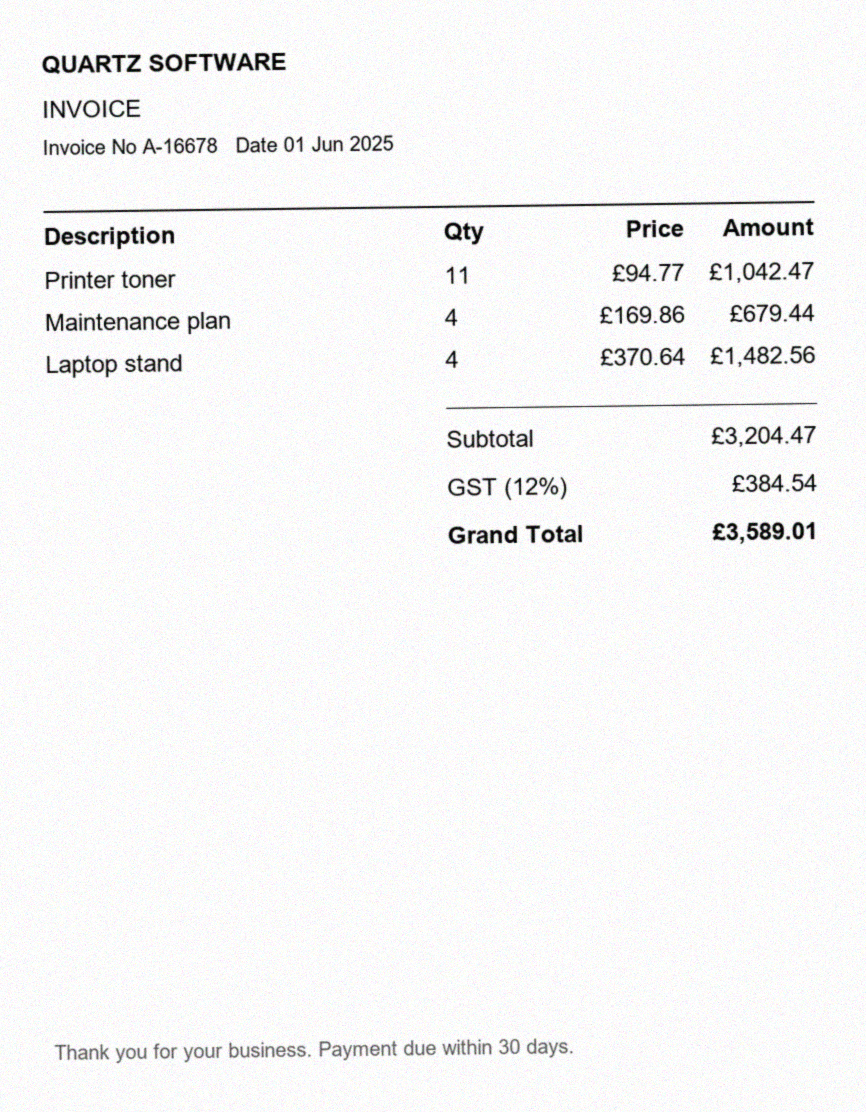 QUARTZ SOFTWARE
INVOICE
Invoice No A-16678 Date 01 Jun 2025
Description Qty Price Amount
Printer toner 11 £94.77 £1,042.47
Maintenance plan 4 £169.86 £679.44
Laptop stand 4 £370.64 £1,482.56
Subtotal £3,204.47
GST (12%) £384.54
Grand Total £3,589.01
Thank you for your business. Payment due within 30 days.